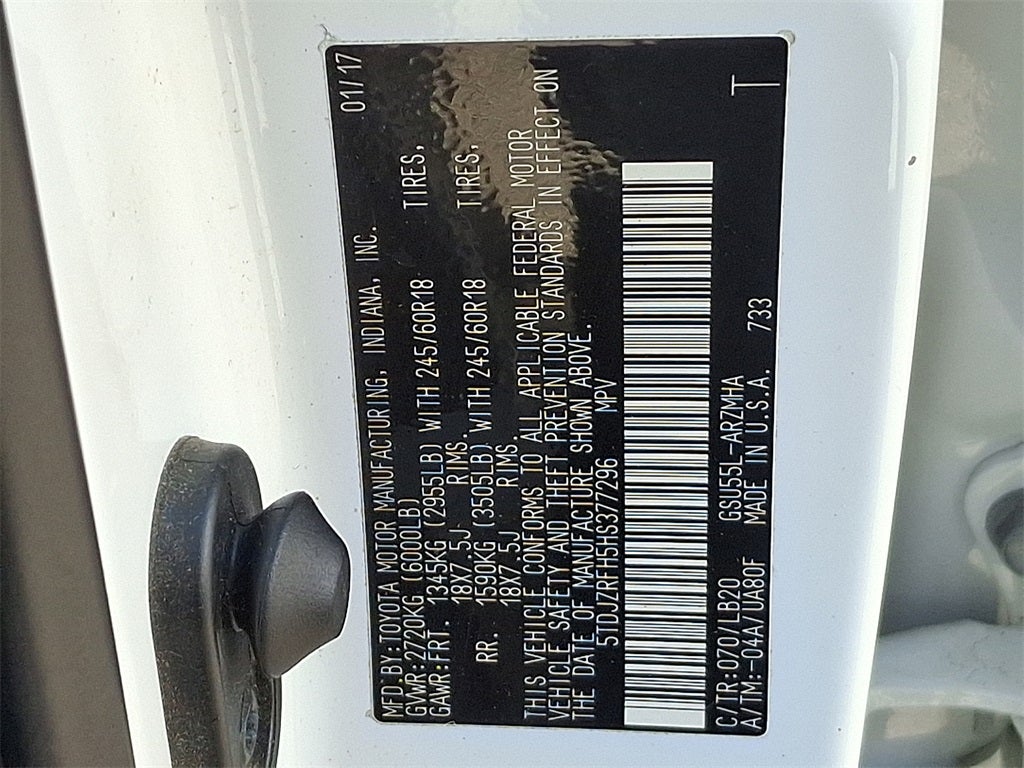 MFD BY: TOYOTA MOTOR MANUFACTURING, INDIANA, INC. 01/17
GVWR: 2720KG (6000LB)
GAWR: FRT. 1345KG (2955LB) WITH 245/60R18 TIRES,
18X7.5J RIMS.
RR. 1590KG (3505LB) WITH 245/60R18 TIRES,
18X7.5J RIMS.
THIS VEHICLE CONFORMS TO ALL APPLICABLE FEDERAL MOTOR
VEHICLE SAFETY AND THEFT PREVENTION STANDARDS IN EFFECT ON
THE DATE OF MANUFACTURE SHOWN ABOVE.
5TDJZRFH5HS377296 MPV
C/TR:070/LB20 GSU55L-ARZMHA 733 T
A/TM:-04A/UA80F MADE IN U.S.A.